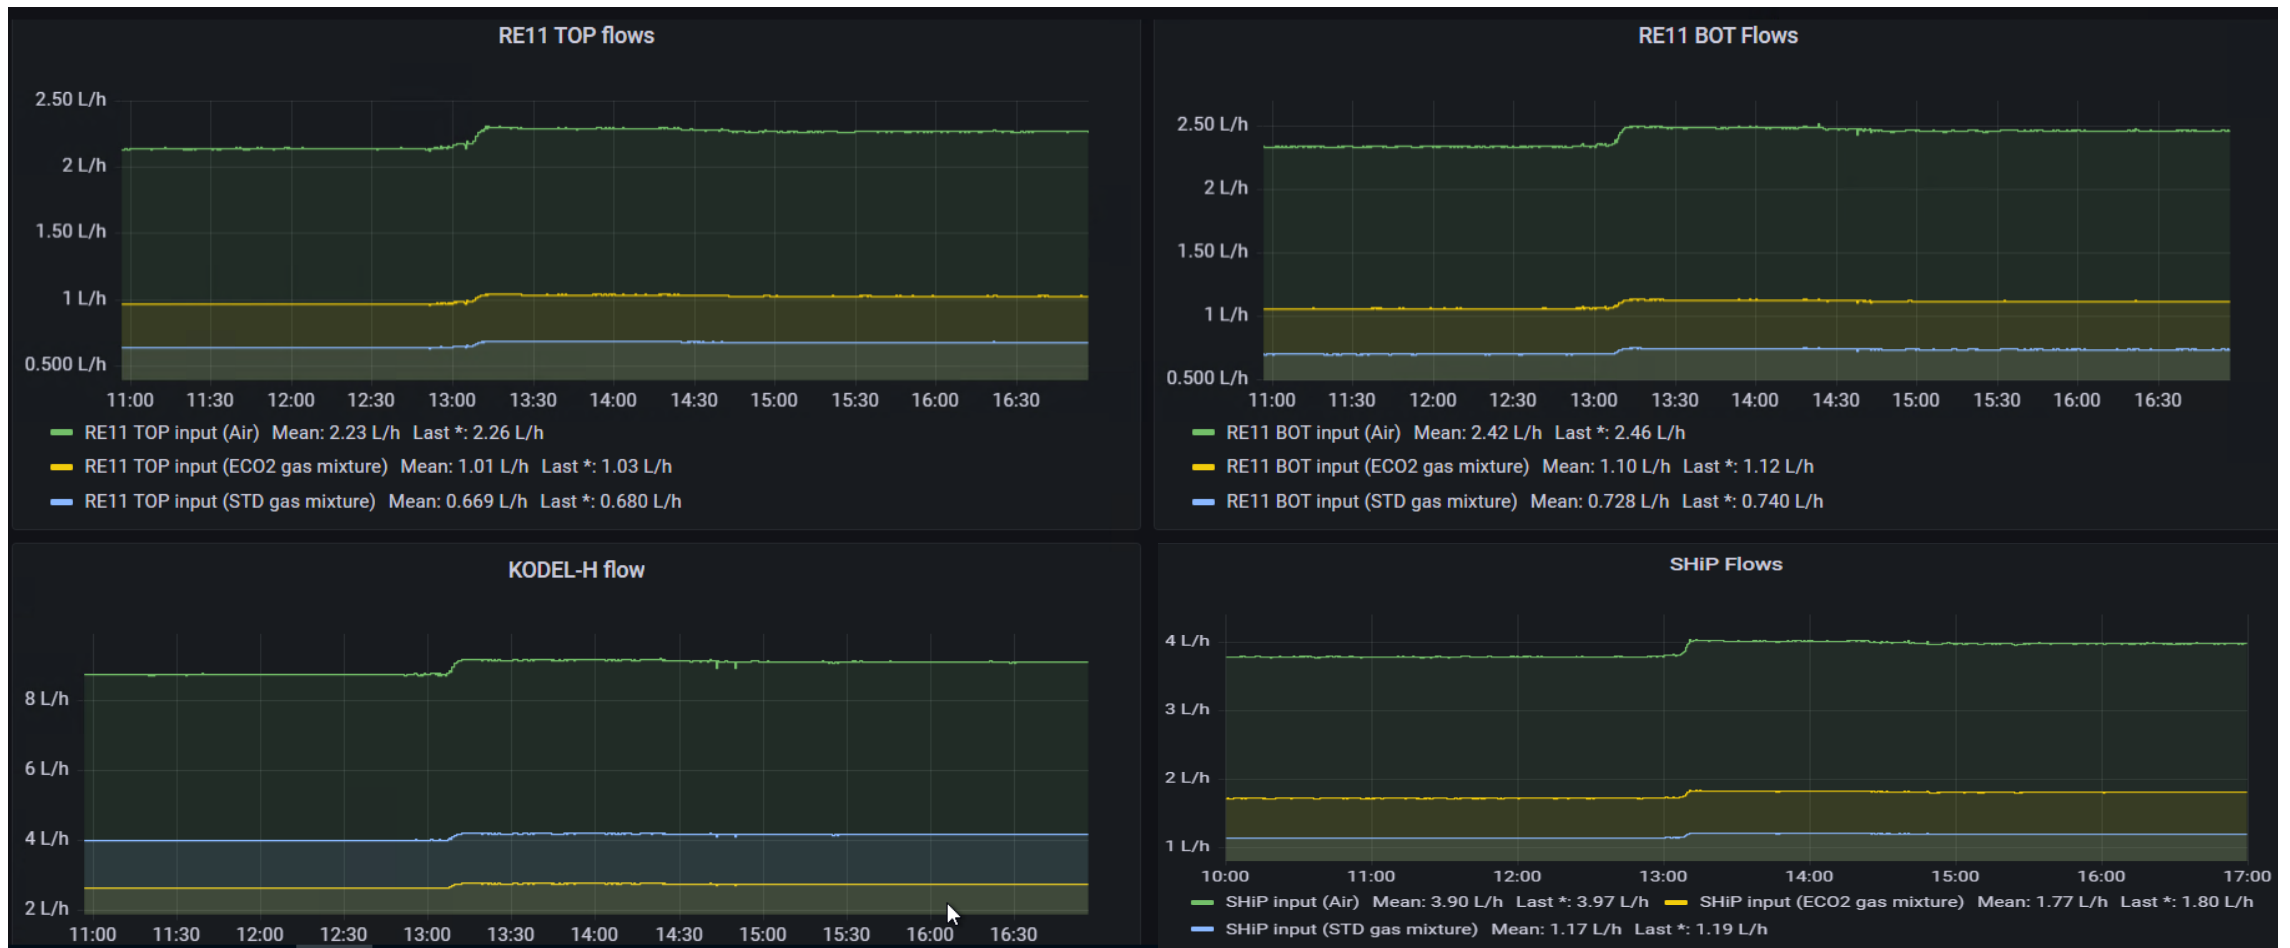 RE11 TOP flows
2.50 L/h
2 L/h
1.50 L/h
1 L/h
0.500 L/h
11:00 11:30 12:00 12:30 13:00 13:30 14:00 14:30 15:00 15:30 16:00 16:30
RE11 TOP input (Air) Mean: 2.23 L/h Last *: 2.26 L/h
RE11 TOP input (ECO2 gas mixture) Mean: 1.01 L/h Last *: 1.03 L/h
RE11 TOP input (STD gas mixture) Mean: 0.669 L/h Last *: 0.680 L/h
RE11 BOT Flows
2.50 L/h
2 L/h
1.50 L/h
1 L/h
0.500 L/h
11:00 11:30 12:00 12:30 13:00 13:30 14:00 14:30 15:00 15:30 16:00 16:30
RE11 BOT input (Air) Mean: 2.42 L/h Last *: 2.46 L/h
RE11 BOT input (ECO2 gas mixture) Mean: 1.10 L/h Last *: 1.12 L/h
RE11 BOT input (STD gas mixture) Mean: 0.728 L/h Last *: 0.740 L/h
KODEL-H flow
8 L/h
6 L/h
4 L/h
2 L/h
11:00 11:30 12:00 12:30 13:00 13:30 14:00 14:30 15:00 15:30 16:00 16:30
SHiP Flows
4 L/h
3 L/h
2 L/h
1 L/h
10:00 11:00 12:00 13:00 14:00 15:00 16:00 17:00
SHiP input (Air) Mean: 3.90 L/h Last *: 3.97 L/h SHiP input (ECO2 gas mixture) Mean: 1.77 L/h Last *: 1.80 L/h
SHiP input (STD gas mixture) Mean: 1.17 L/h Last *: 1.19 L/h